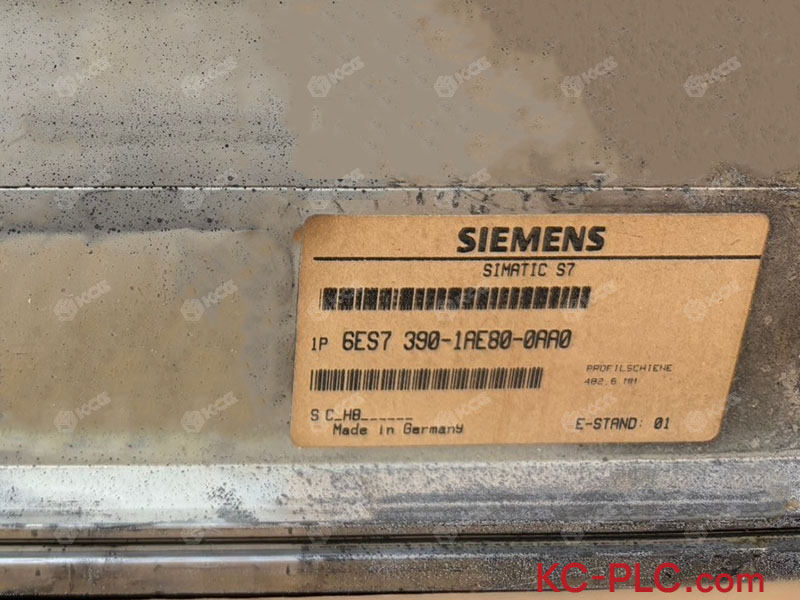 SIEMENS
SIMATIC S7
1P 6ES7 390-1AE80-0AA0
PROFILSCHIENE
482,6 MM
S C_H8______
Made in Germany
E-STAND: 01
KC-PLC.com